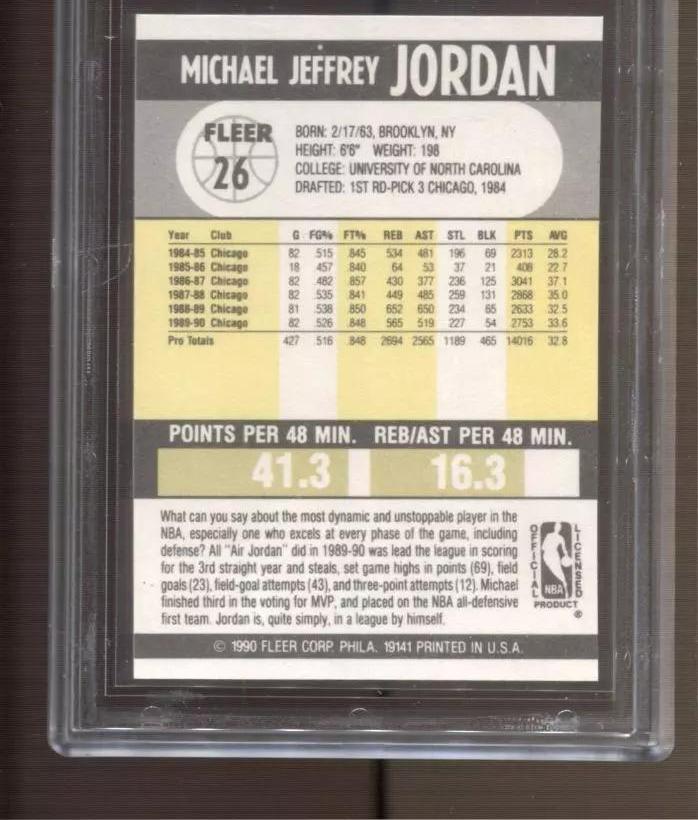 MICHAEL JEFFREY JORDAN
FLEER
26
BORN: 2/17/63, BROOKLYN, NY
HEIGHT: 6'6" WEIGHT: 198
COLLEGE: UNIVERSITY OF NORTH CAROLINA
DRAFTED: 1ST RD-PICK 3 CHICAGO, 1984
Year Club G FG% FT% REB AST STL BLK PTS AVG
1984-85 Chicago 82 .515 .845 534 481 196 69 2313 28.2
1985-86 Chicago 18 .457 .840 64 53 37 21 408 22.7
1986-87 Chicago 82 .482 .857 430 377 236 125 3041 37.1
1987-88 Chicago 82 .535 .841 449 485 259 131 2868 35.0
1988-89 Chicago 81 .538 .850 652 650 234 65 2633 32.5
1989-90 Chicago 82 .526 .848 565 519 227 54 2753 33.6
Pro Totals 427 .516 .848 2694 2565 1189 465 14016 32.8
POINTS PER 48 MIN. REB/AST PER 48 MIN.
41.3 16.3
What can you say about the most dynamic and unstoppable player in the
NBA, especially one who excels at every phase of the game, including
defense? All "Air Jordan" did in 1989-90 was lead the league in scoring
for the 3rd straight year and steals, set game highs in points (69), field
goals (23), field-goal attempts (43), and three-point attempts (12). Michael
finished third in the voting for MVP, and placed on the NBA all-defensive
first team. Jordan is, quite simply, in a league by himself.
OFFICIAL LICENSED
NBA
PRODUCT
®
© 1990 FLEER CORP. PHILA. 19141 PRINTED IN U.S.A.